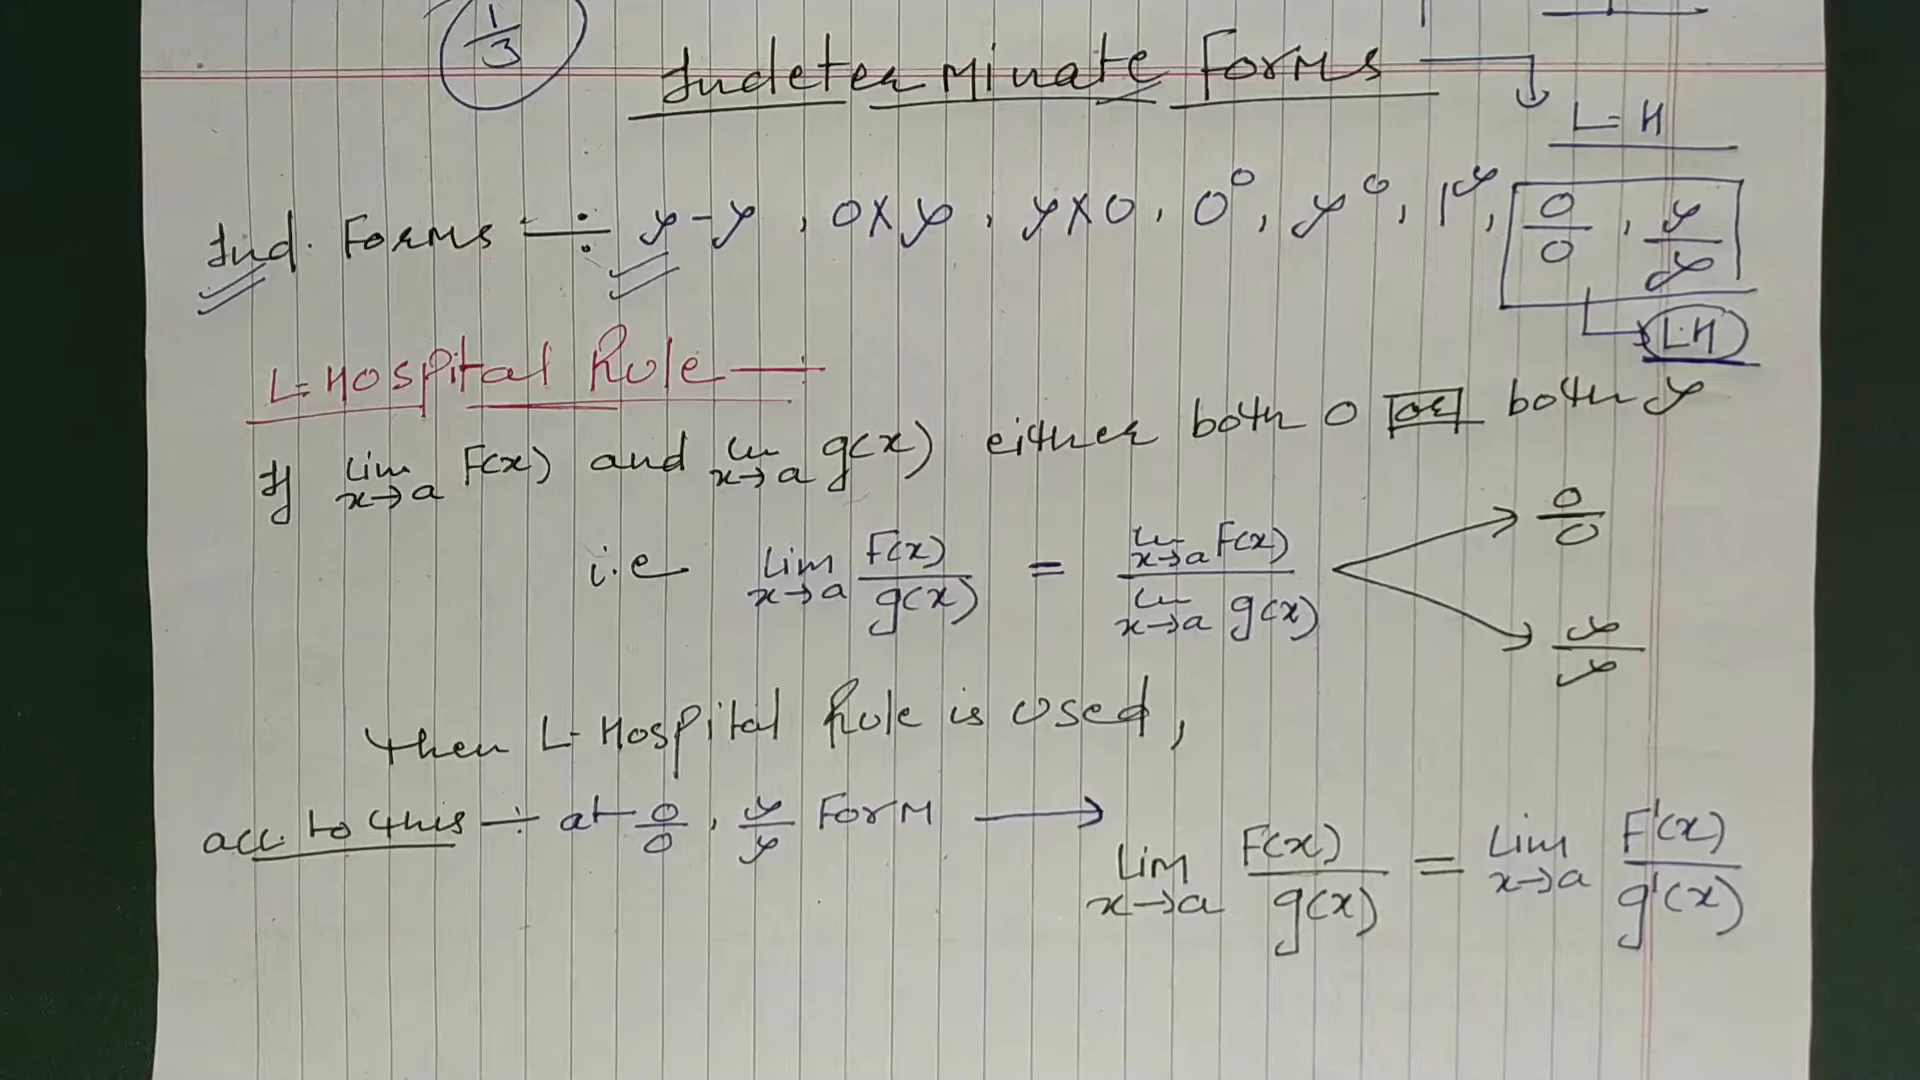 1/3
Indeterminate Forms → L-H
Ind. Forms ÷ ∞-∞, 0×∞, ∞×0, 0⁰, ∞⁰, 1^∞, 0/0, ∞/∞
→ L.H
L-Hospital Rule →
If lim x→a F(x) and lim x→a g(x) either both 0 or both ∞
i.e lim x→a F(x)/g(x) = lim x→a F(x) / lim x→a g(x) → 0/0
→ ∞/∞
then L-Hospital Rule is used,
acc. to this ÷ at 0/0, ∞/∞ Form →
lim x→a F(x)/g(x) = lim x→a F'(x)/g'(x)